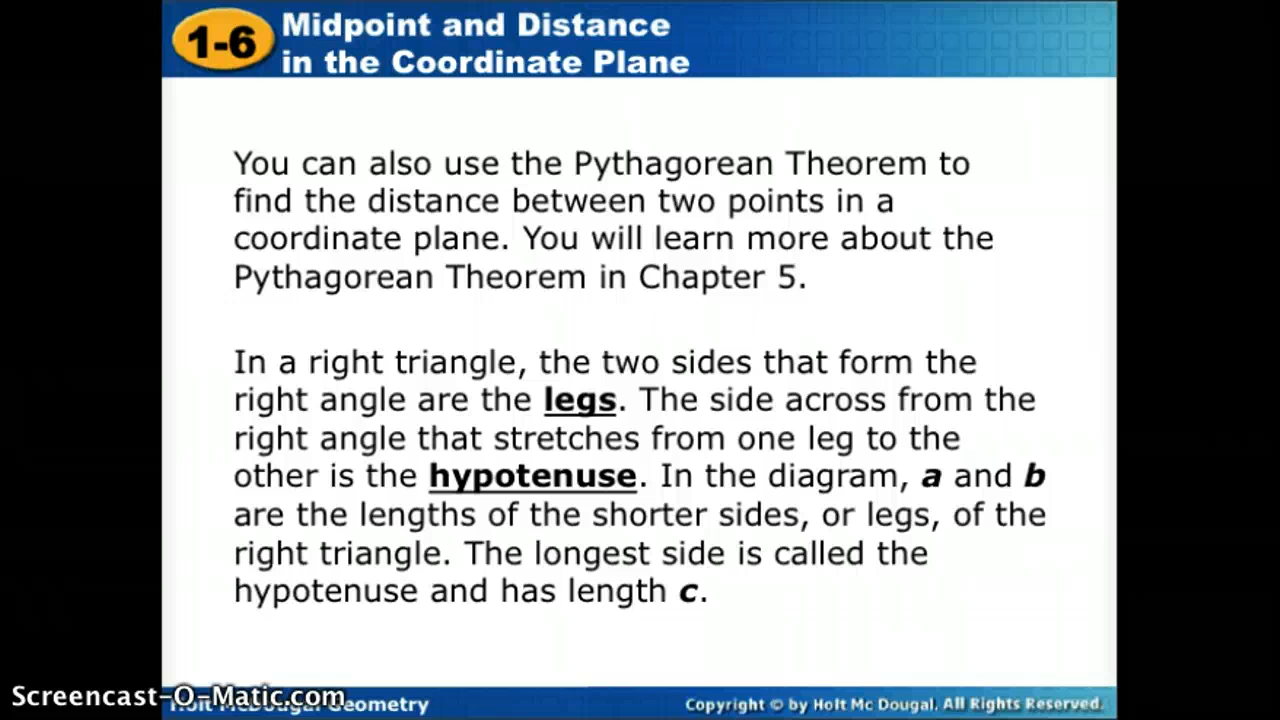 1-6
Midpoint and Distance
in the Coordinate Plane
You can also use the Pythagorean Theorem to
find the distance between two points in a
coordinate plane. You will learn more about the
Pythagorean Theorem in Chapter 5.
In a right triangle, the two sides that form the
right angle are the legs. The side across from the
right angle that stretches from one leg to the
other is the hypotenuse. In the diagram, a and b
are the lengths of the shorter sides, or legs, of the
right triangle. The longest side is called the
hypotenuse and has length c.
Screencast-O-Matic.com
Holt McDougal Geometry
Copyright © by Holt Mc Dougal. All Rights Reserved.